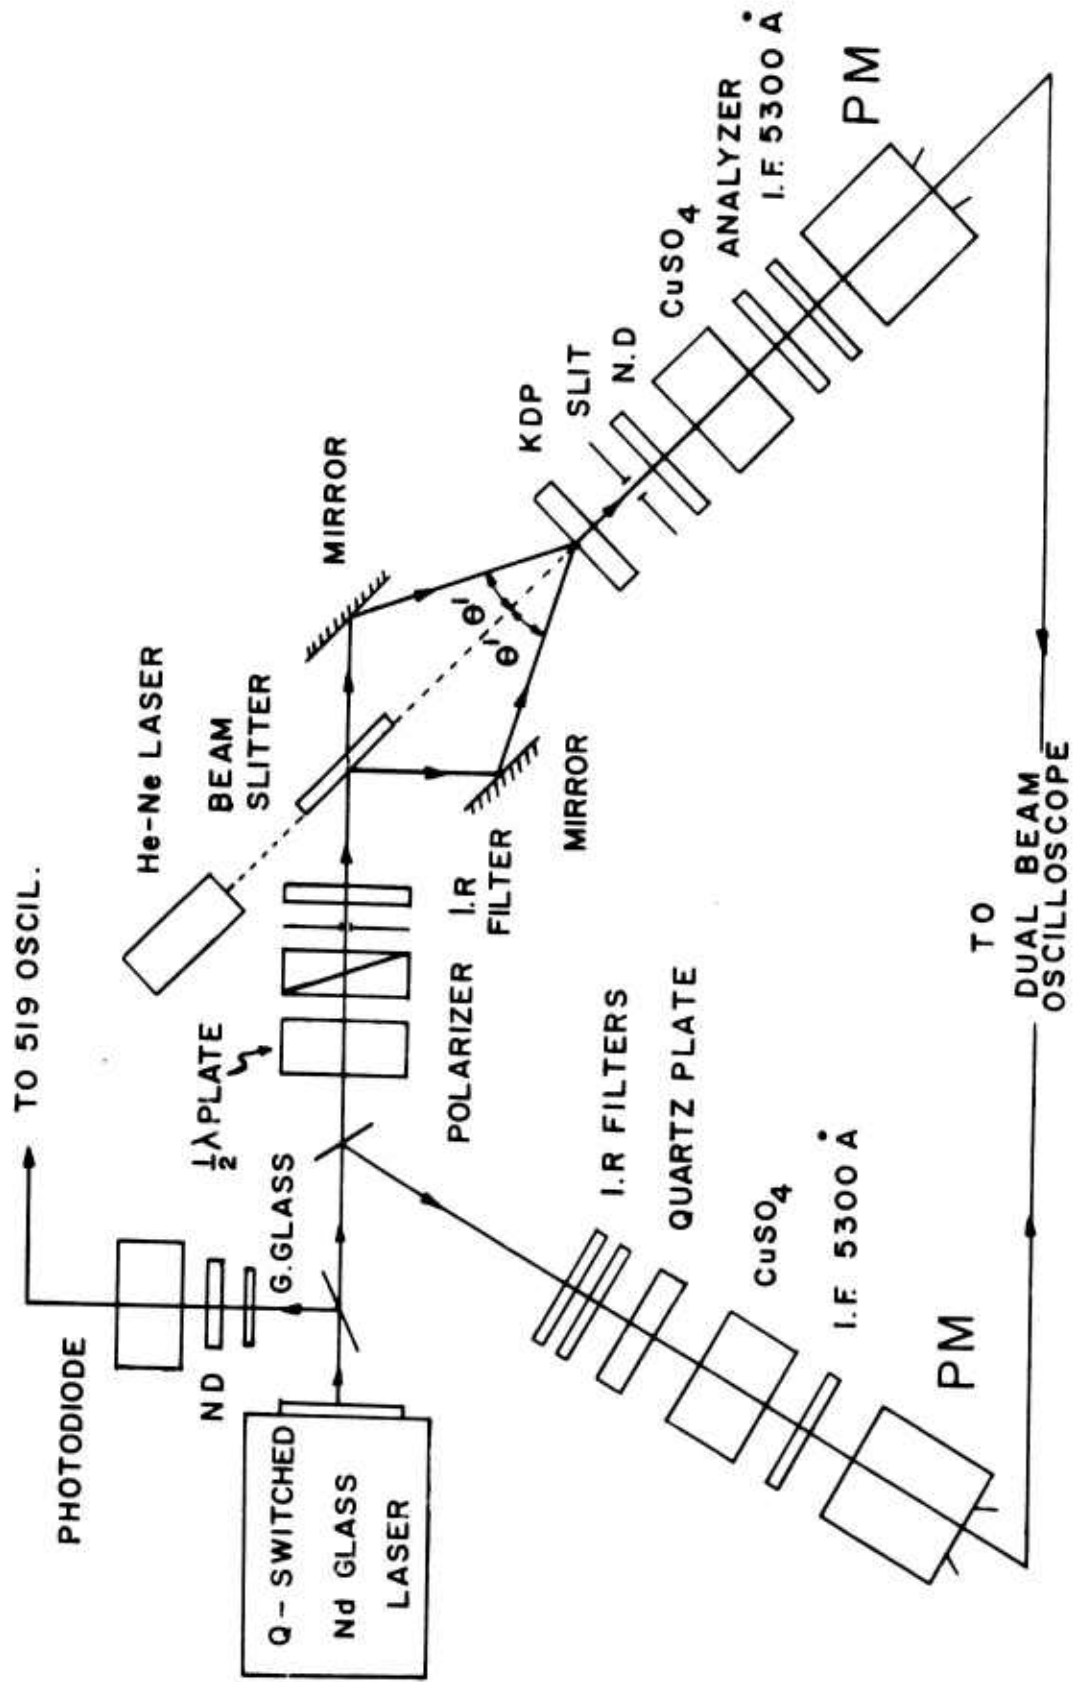 TO 519 OSCIL.
PHOTODIODE
ND
G.GLASS
Q-SWITCHED
Nd GLASS
LASER
½λ PLATE
POLARIZER
I.R
FILTER
He-Ne LASER
BEAM
SLITTER
MIRROR
MIRROR
θ'
θ'
KDP
SLIT
N.D
CuSO4
ANALYZER
I.F. 5300 Å
PM
I.R FILTERS
QUARTZ PLATE
CuSO4
I.F. 5300 Å
PM
TO
DUAL BEAM
OSCILLOSCOPE